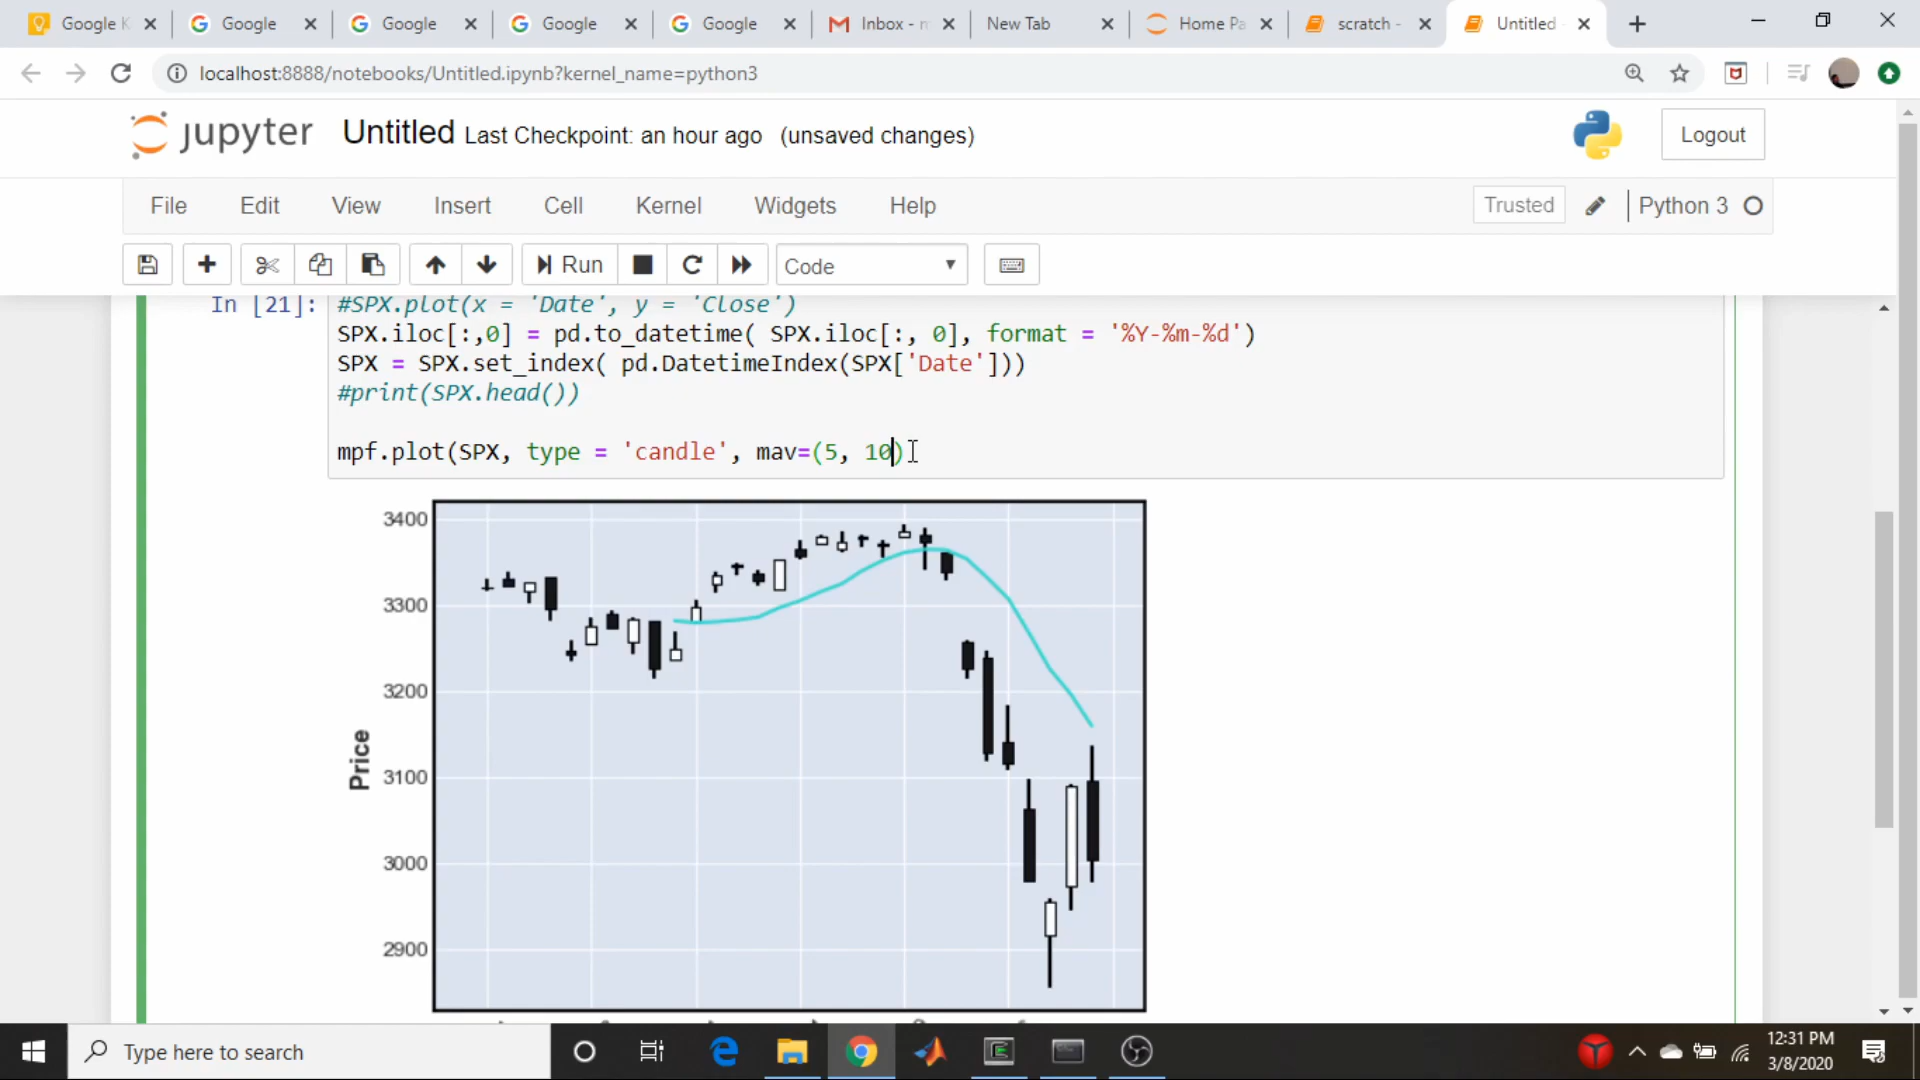 Google K
Google
Google
Google
Google
Inbox - m
New Tab
Home Pa
scratch -
Untitled
localhost:8888/notebooks/Untitled.ipynb?kernel_name=python3
jupyter
Untitled Last Checkpoint: an hour ago (unsaved changes)
Logout
File Edit View Insert Cell Kernel Widgets Help
Trusted
Python 3
Run
Code
In [21]:
#SPX.plot(x = 'Date', y = 'Close')
SPX.iloc[:,0] = pd.to_datetime( SPX.iloc[:, 0], format = '%Y-%m-%d')
SPX = SPX.set_index( pd.DatetimeIndex(SPX['Date']))
#print(SPX.head())
mpf.plot(SPX, type = 'candle', mav=(5, 10)
3400
3300
3200
3100
3000
2900
Price
Type here to search
12:31 PM
3/8/2020